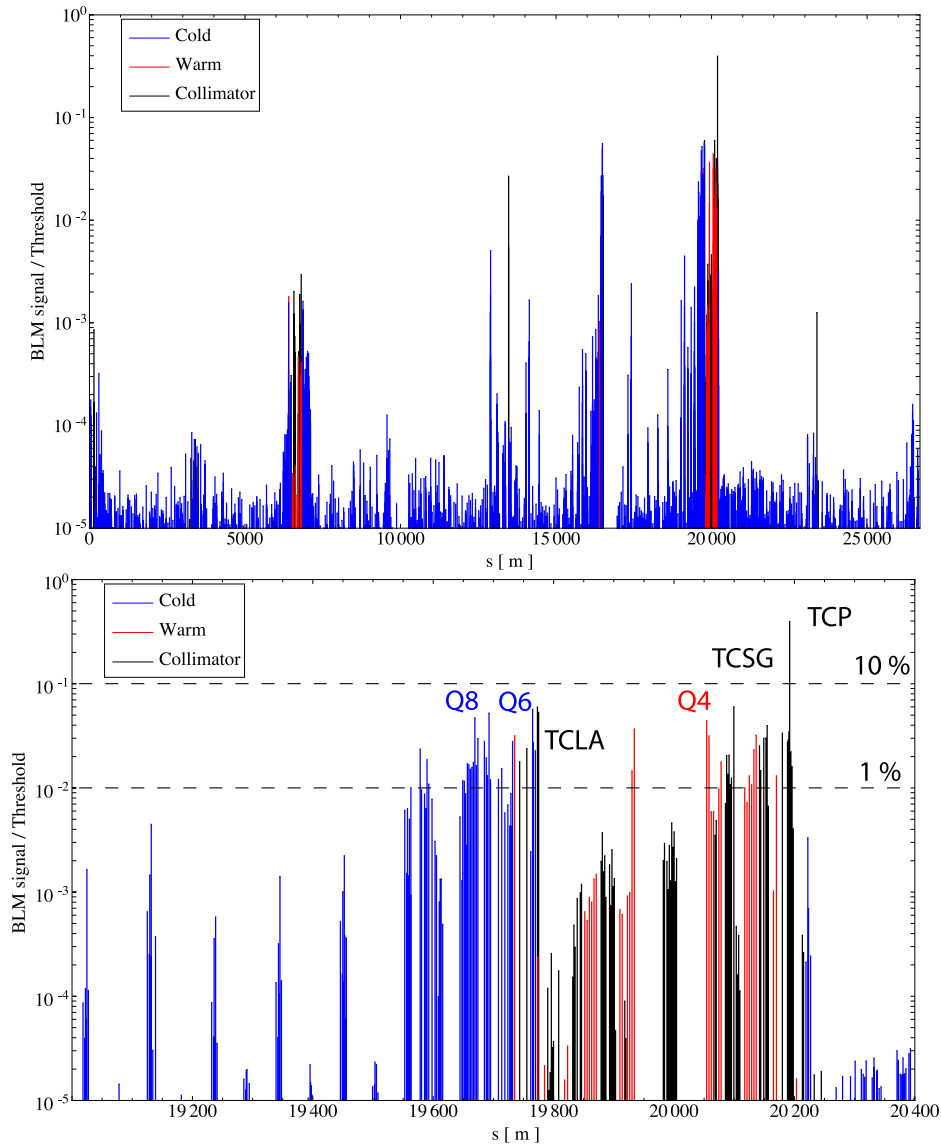 10^0
Cold
Warm
Collimator
10^-1
10^-2
10^-3
10^-4
10^-5
BLM signal / Threshold
0 5000 10 000 15 000 20 000 25 000
s [ m ]
10^0
Cold
Warm
Collimator
TCP
TCSG
10 %
10^-1
Q8 Q6 Q4
TCLA
1 %
10^-2
10^-3
10^-4
10^-5
BLM signal / Threshold
19 200 19 400 19 600 19 800 20 000 20 200 20 400
s [ m ]